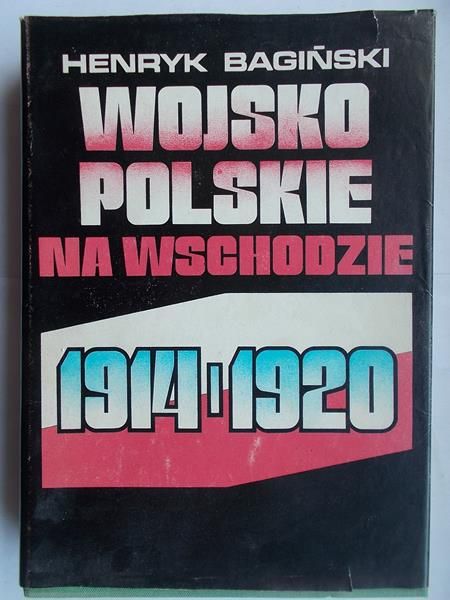 HENRYK BAGIŃSKI
WOJSKO
POLSKIE
NA WSCHODZIE
1914-1920